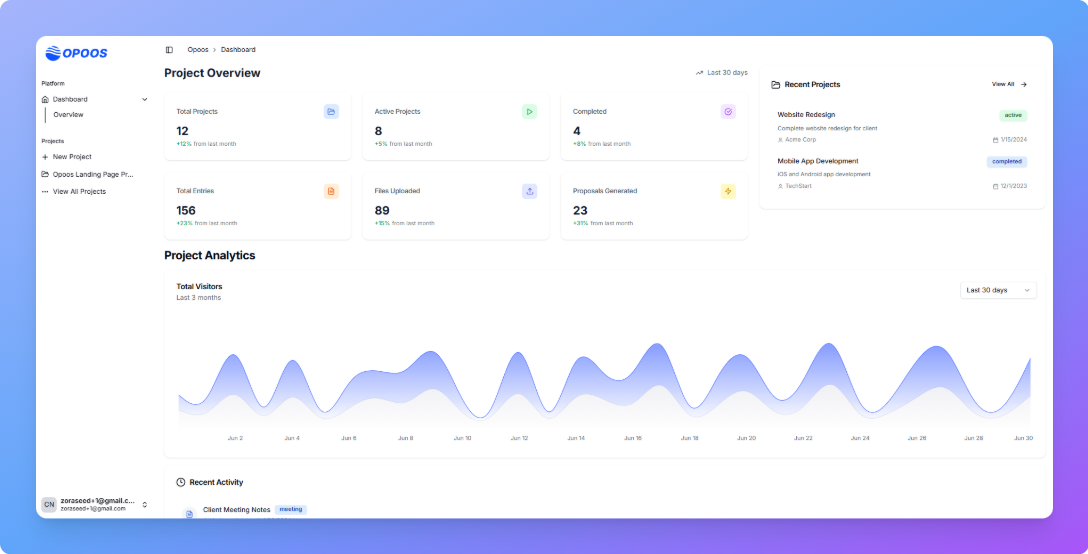 OPOOS
Platform
Dashboard
Overview
Projects
New Project
Opoos Landing Page Pr...
View All Projects
CN
zoraseed+1@gmail.c...
zoraseed+1@gmail.com
Opoos > Dashboard
Project Overview
Last 30 days
Total Projects
12
+12% from last month
Active Projects
8
+5% from last month
Completed
4
+8% from last month
Total Entries
156
+23% from last month
Files Uploaded
89
+15% from last month
Proposals Generated
23
+31% from last month
Recent Projects
View All
Website Redesign
active
Complete website redesign for client
Acme Corp
1/15/2024
Mobile App Development
completed
iOS and Android app development
TechStart
12/1/2023
Project Analytics
Total Visitors
Last 3 months
Last 30 days
Jun 2 Jun 4 Jun 6 Jun 8 Jun 10 Jun 12 Jun 14 Jun 16 Jun 18 Jun 20 Jun 22 Jun 24 Jun 26 Jun 28 Jun 30
Recent Activity
Client Meeting Notes
meeting